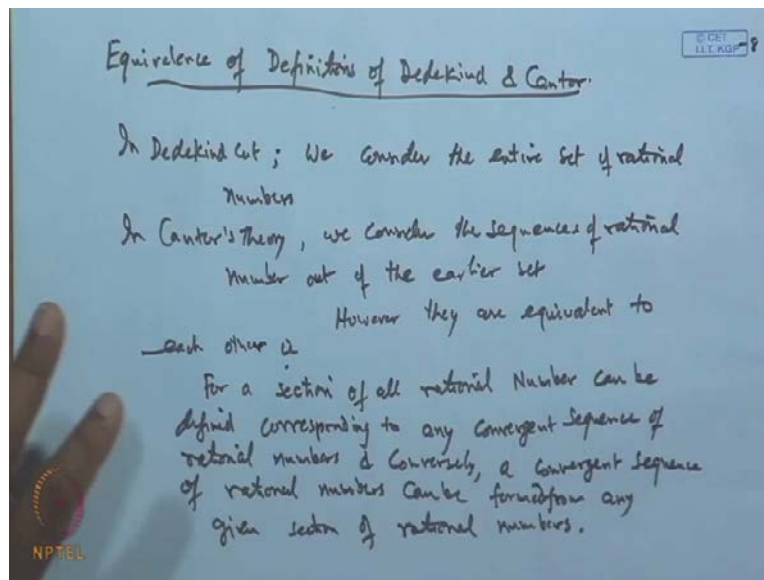 © CET
I.I.T. KGP
-8
Equivalence of Definitions of Dedekind & Cantor.
In Dedekind Cut ; We consider the entire set of rational
numbers
In Cantor's Theory, we consider the sequences of rational
number out of the earlier set
However they are equivalent to
each other
For a section of all rational Number can be
defined corresponding to any convergent sequence of
rational numbers & Conversely, a convergent sequence
of rational numbers can be formed from any
given section of rational numbers.
NPTEL